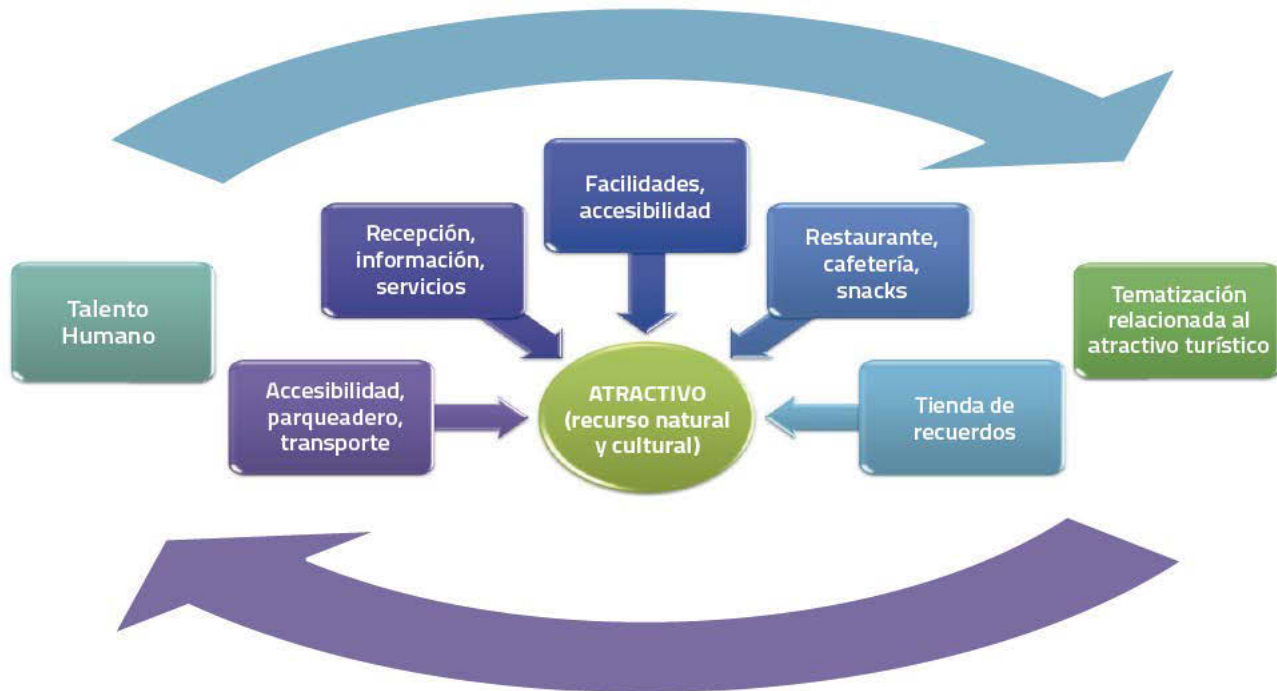 Facilidades,
accesibilidad
Recepción,
información,
servicios
Restaurante,
cafetería,
snacks
Talento
Humano
Tematización
relacionada al
atractivo turístico
Accesibilidad,
parqueadero,
transporte
ATRACTIVO
(recurso natural
y cultural)
Tienda de
recuerdos